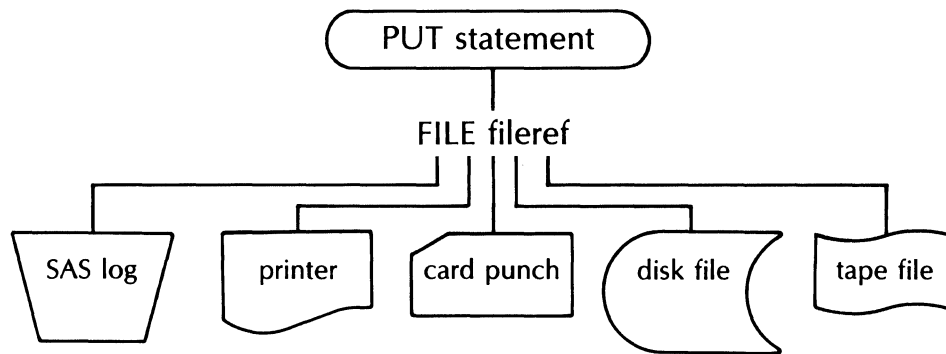 PUT statement
FILE fileref
SAS log
printer
card punch
disk file
tape file